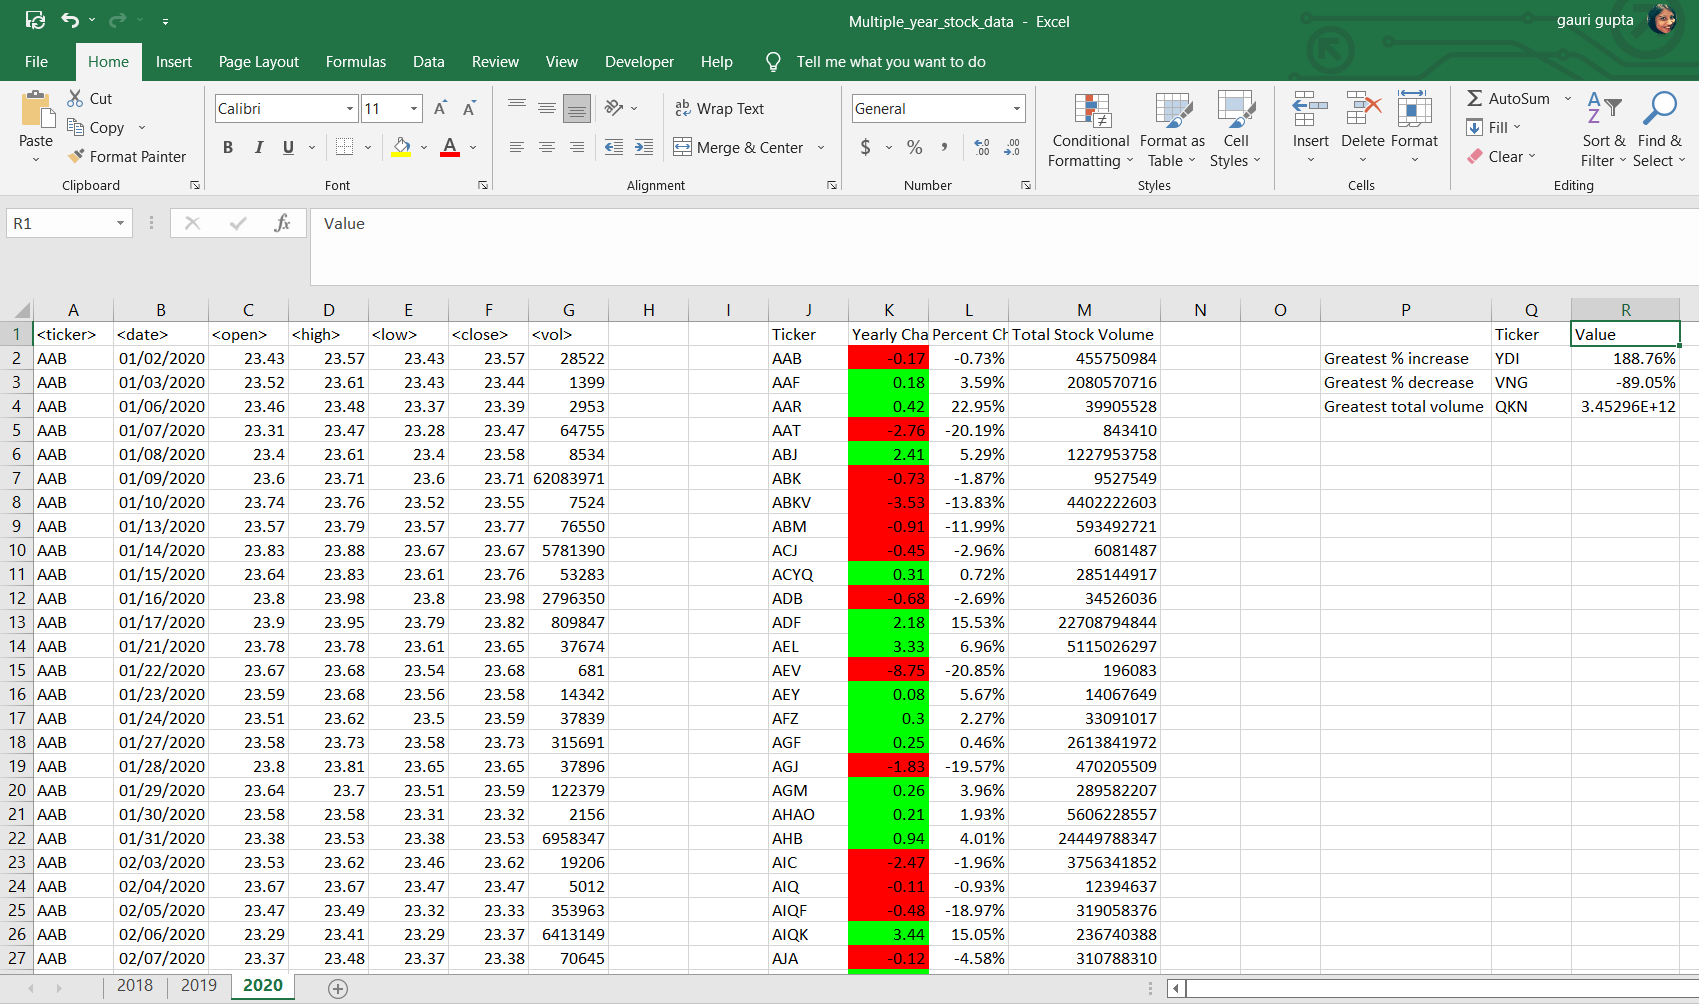 Multiple_year_stock_data - Excel
gauri gupta
File Home Insert Page Layout Formulas Data Review View Developer Help Tell me what you want to do
Paste
Cut
Copy
Format Painter
Clipboard
Calibri 11
B I U A
Font
ab Wrap Text
Merge & Center
Alignment
General
$ % ,
Number
Conditional Formatting
Format as Table
Cell Styles
Styles
Insert Delete Format
Cells
AutoSum
Fill
Clear
Sort & Filter
Find & Select
Editing
R1 fx Value
A B C D E F G H I J K L M N O P Q R
1 <ticker> <date> <open> <high> <low> <close> <vol> Ticker Yearly Cha Percent Ch Total Stock Volume Ticker Value
2 AAB 01/02/2020 23.43 23.57 23.43 23.57 28522 AAB -0.17 -0.73% 455750984 Greatest % increase YDI 188.76%
3 AAB 01/03/2020 23.52 23.61 23.43 23.44 1399 AAF 0.18 3.59% 2080570716 Greatest % decrease VNG -89.05%
4 AAB 01/06/2020 23.46 23.48 23.37 23.39 2953 AAR 0.42 22.95% 39905528 Greatest total volume QKN 3.45296E+12
5 AAB 01/07/2020 23.31 23.47 23.28 23.47 64755 AAT -2.76 -20.19% 843410
6 AAB 01/08/2020 23.4 23.61 23.4 23.58 8534 ABJ 2.41 5.29% 1227953758
7 AAB 01/09/2020 23.6 23.71 23.6 23.71 62083971 ABK -0.73 -1.87% 9527549
8 AAB 01/10/2020 23.74 23.76 23.52 23.55 7524 ABKV -3.53 -13.83% 4402222603
9 AAB 01/13/2020 23.57 23.79 23.57 23.77 76550 ABM -0.91 -11.99% 593492721
10 AAB 01/14/2020 23.83 23.88 23.67 23.67 5781390 ACJ -0.45 -2.96% 6081487
11 AAB 01/15/2020 23.64 23.83 23.61 23.76 53283 ACYQ 0.31 0.72% 285144917
12 AAB 01/16/2020 23.8 23.98 23.8 23.98 2796350 ADB -0.68 -2.69% 34526036
13 AAB 01/17/2020 23.9 23.95 23.79 23.82 809847 ADF 2.18 15.53% 22708794844
14 AAB 01/21/2020 23.78 23.78 23.61 23.65 37674 AEL 3.33 6.96% 5115026297
15 AAB 01/22/2020 23.67 23.68 23.54 23.68 681 AEV -8.75 -20.85% 196083
16 AAB 01/23/2020 23.59 23.68 23.56 23.58 14342 AEY 0.08 5.67% 14067649
17 AAB 01/24/2020 23.51 23.62 23.5 23.59 37839 AFZ 0.3 2.27% 33091017
18 AAB 01/27/2020 23.58 23.73 23.58 23.73 315691 AGF 0.25 0.46% 2613841972
19 AAB 01/28/2020 23.8 23.81 23.65 23.65 37896 AGJ -1.83 -19.57% 470205509
20 AAB 01/29/2020 23.64 23.7 23.51 23.59 122379 AGM 0.26 3.96% 289582207
21 AAB 01/30/2020 23.58 23.58 23.31 23.32 2156 AHAO 0.21 1.93% 5606228557
22 AAB 01/31/2020 23.38 23.53 23.38 23.53 6958347 AHB 0.94 4.01% 24449788347
23 AAB 02/03/2020 23.53 23.62 23.46 23.62 19206 AIC -2.47 -1.96% 3756341852
24 AAB 02/04/2020 23.67 23.67 23.47 23.47 5012 AIQ -0.11 -0.93% 12394637
25 AAB 02/05/2020 23.47 23.49 23.32 23.33 353963 AIQF -0.48 -18.97% 319058376
26 AAB 02/06/2020 23.29 23.41 23.29 23.37 6413149 AIQK 3.44 15.05% 236740388
27 AAB 02/07/2020 23.37 23.48 23.37 23.38 70645 AJA -0.12 -4.58% 310788310
2018 2019 2020